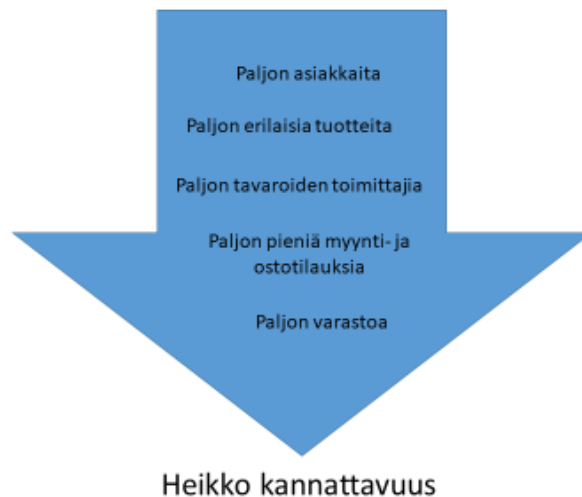 Paljon asiakkaita
Paljon erilaisia tuotteita
Paljon tavaroiden toimittajia
Paljon pieniä myynti- ja
ostotilauksia
Paljon varastoa
Heikko kannattavuus